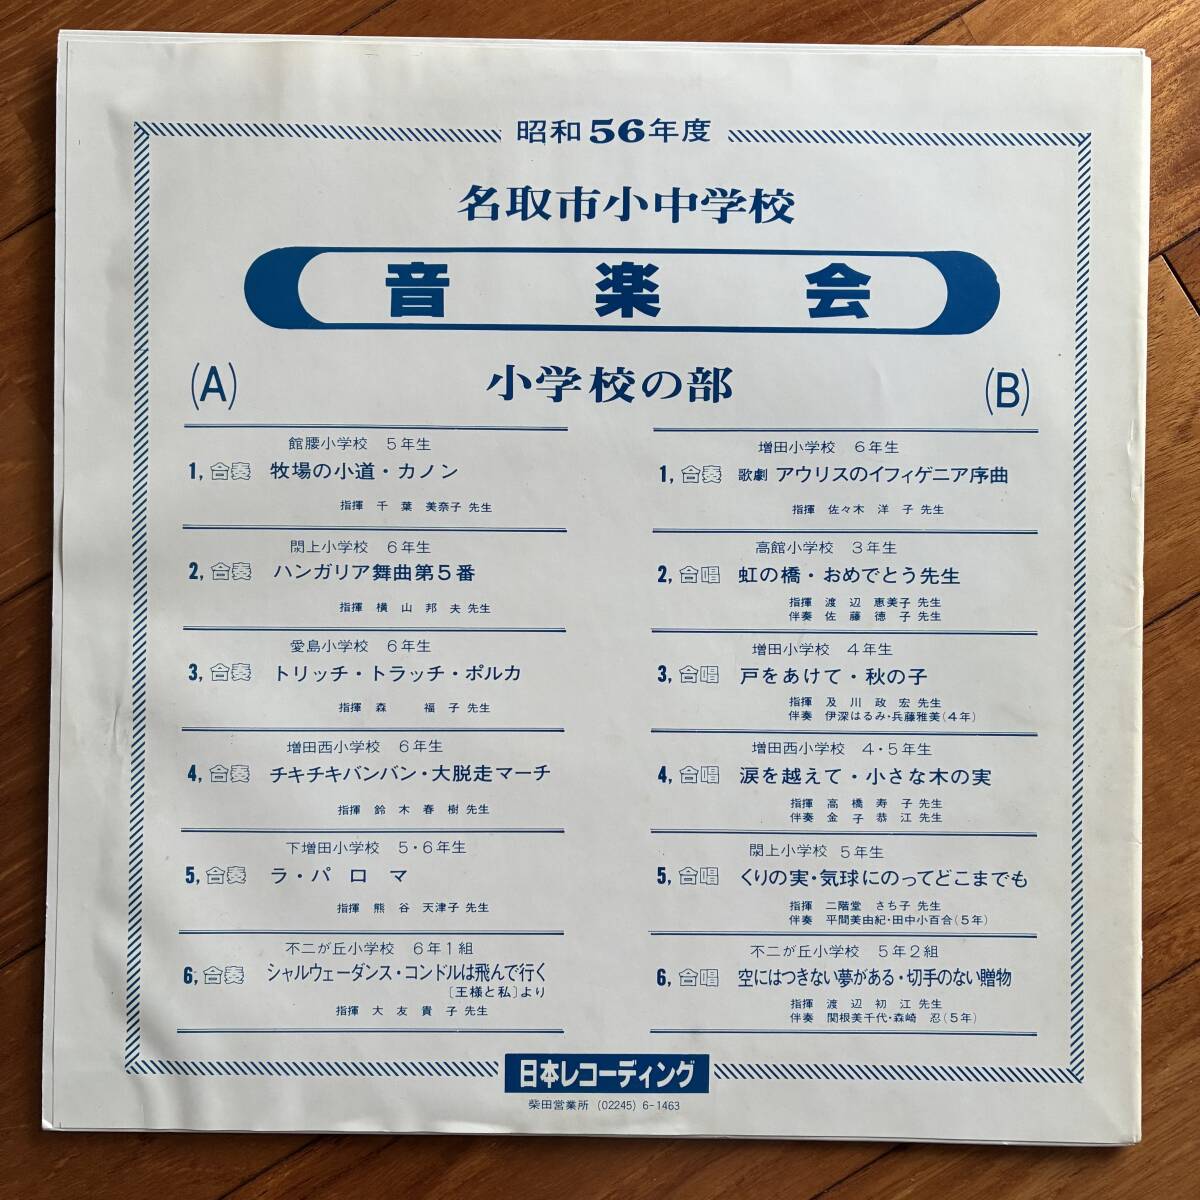 昭和56年度
名取市小中学校
音楽会
小学校の部
(A)
館腰小学校 5年生
1, 合奏 牧場の小道・カノン
指揮 千葉 美奈子 先生
閖上小学校 6年生
2, 合奏 ハンガリア舞曲第5番
指揮 横山邦夫 先生
愛島小学校 6年生
3, 合奏 トリッチ・トラッチ・ポルカ
指揮 森 福子 先生
増田西小学校 6年生
4, 合奏 チキチキバンバン・大脱走マーチ
指揮 鈴木春樹 先生
下増田小学校 5・6年生
5, 合奏 ラ・パロマ
指揮 熊谷 天津子 先生
不二が丘小学校 6年1組
6, 合奏 シャルウェーダンス・コンドルは飛んで行く
〔王様と私〕より
指揮 大友貴子 先生
(B)
増田小学校 6年生
1, 合奏 歌劇 アウリスのイフィゲニア序曲
指揮 佐々木 洋子 先生
高館小学校 3年生
2, 合唱 虹の橋・おめでとう先生
指揮 渡辺 恵美子 先生
伴奏 佐藤徳子 先生
増田小学校 4年生
3, 合唱 戸をあけて・秋の子
指揮 及川政宏 先生
伴奏 伊深はるみ・兵藤雅美(4年)
増田西小学校 4・5年生
4, 合唱 涙を越えて・小さな木の実
指揮 高橋寿子 先生
伴奏 金子恭江 先生
閖上小学校 5年生
5, 合唱 くりの実・気球にのってどこまでも
指揮 二階堂 さち子 先生
伴奏 平間美由紀・田中小百合(5年)
不二が丘小学校 5年2組
6, 合唱 空にはつきない夢がある・切手のない贈物
指揮 渡辺初江 先生
伴奏 関根美千代・森崎 忍(5年)
日本レコーディング
柴田営業所 (02245) 6-1463